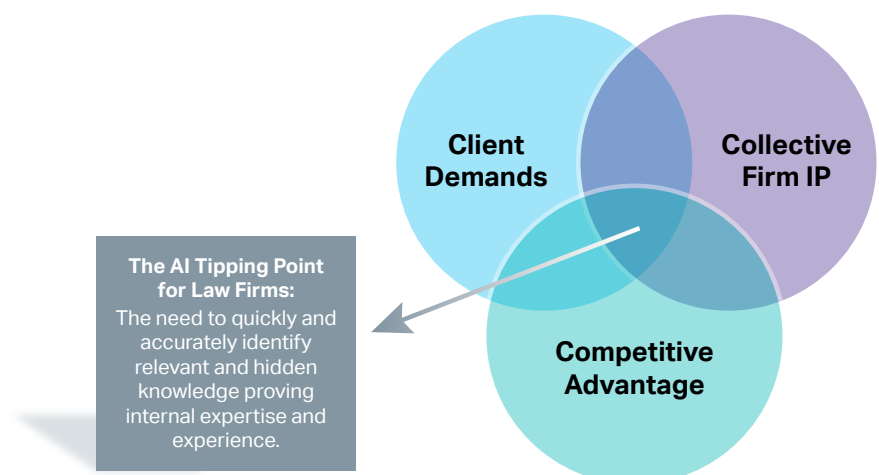 Client
Demands
Collective
Firm IP
The AI Tipping Point
for Law Firms:
The need to quickly and
accurately identify
relevant and hidden
knowledge proving
internal expertise and
experience.
Competitive
Advantage